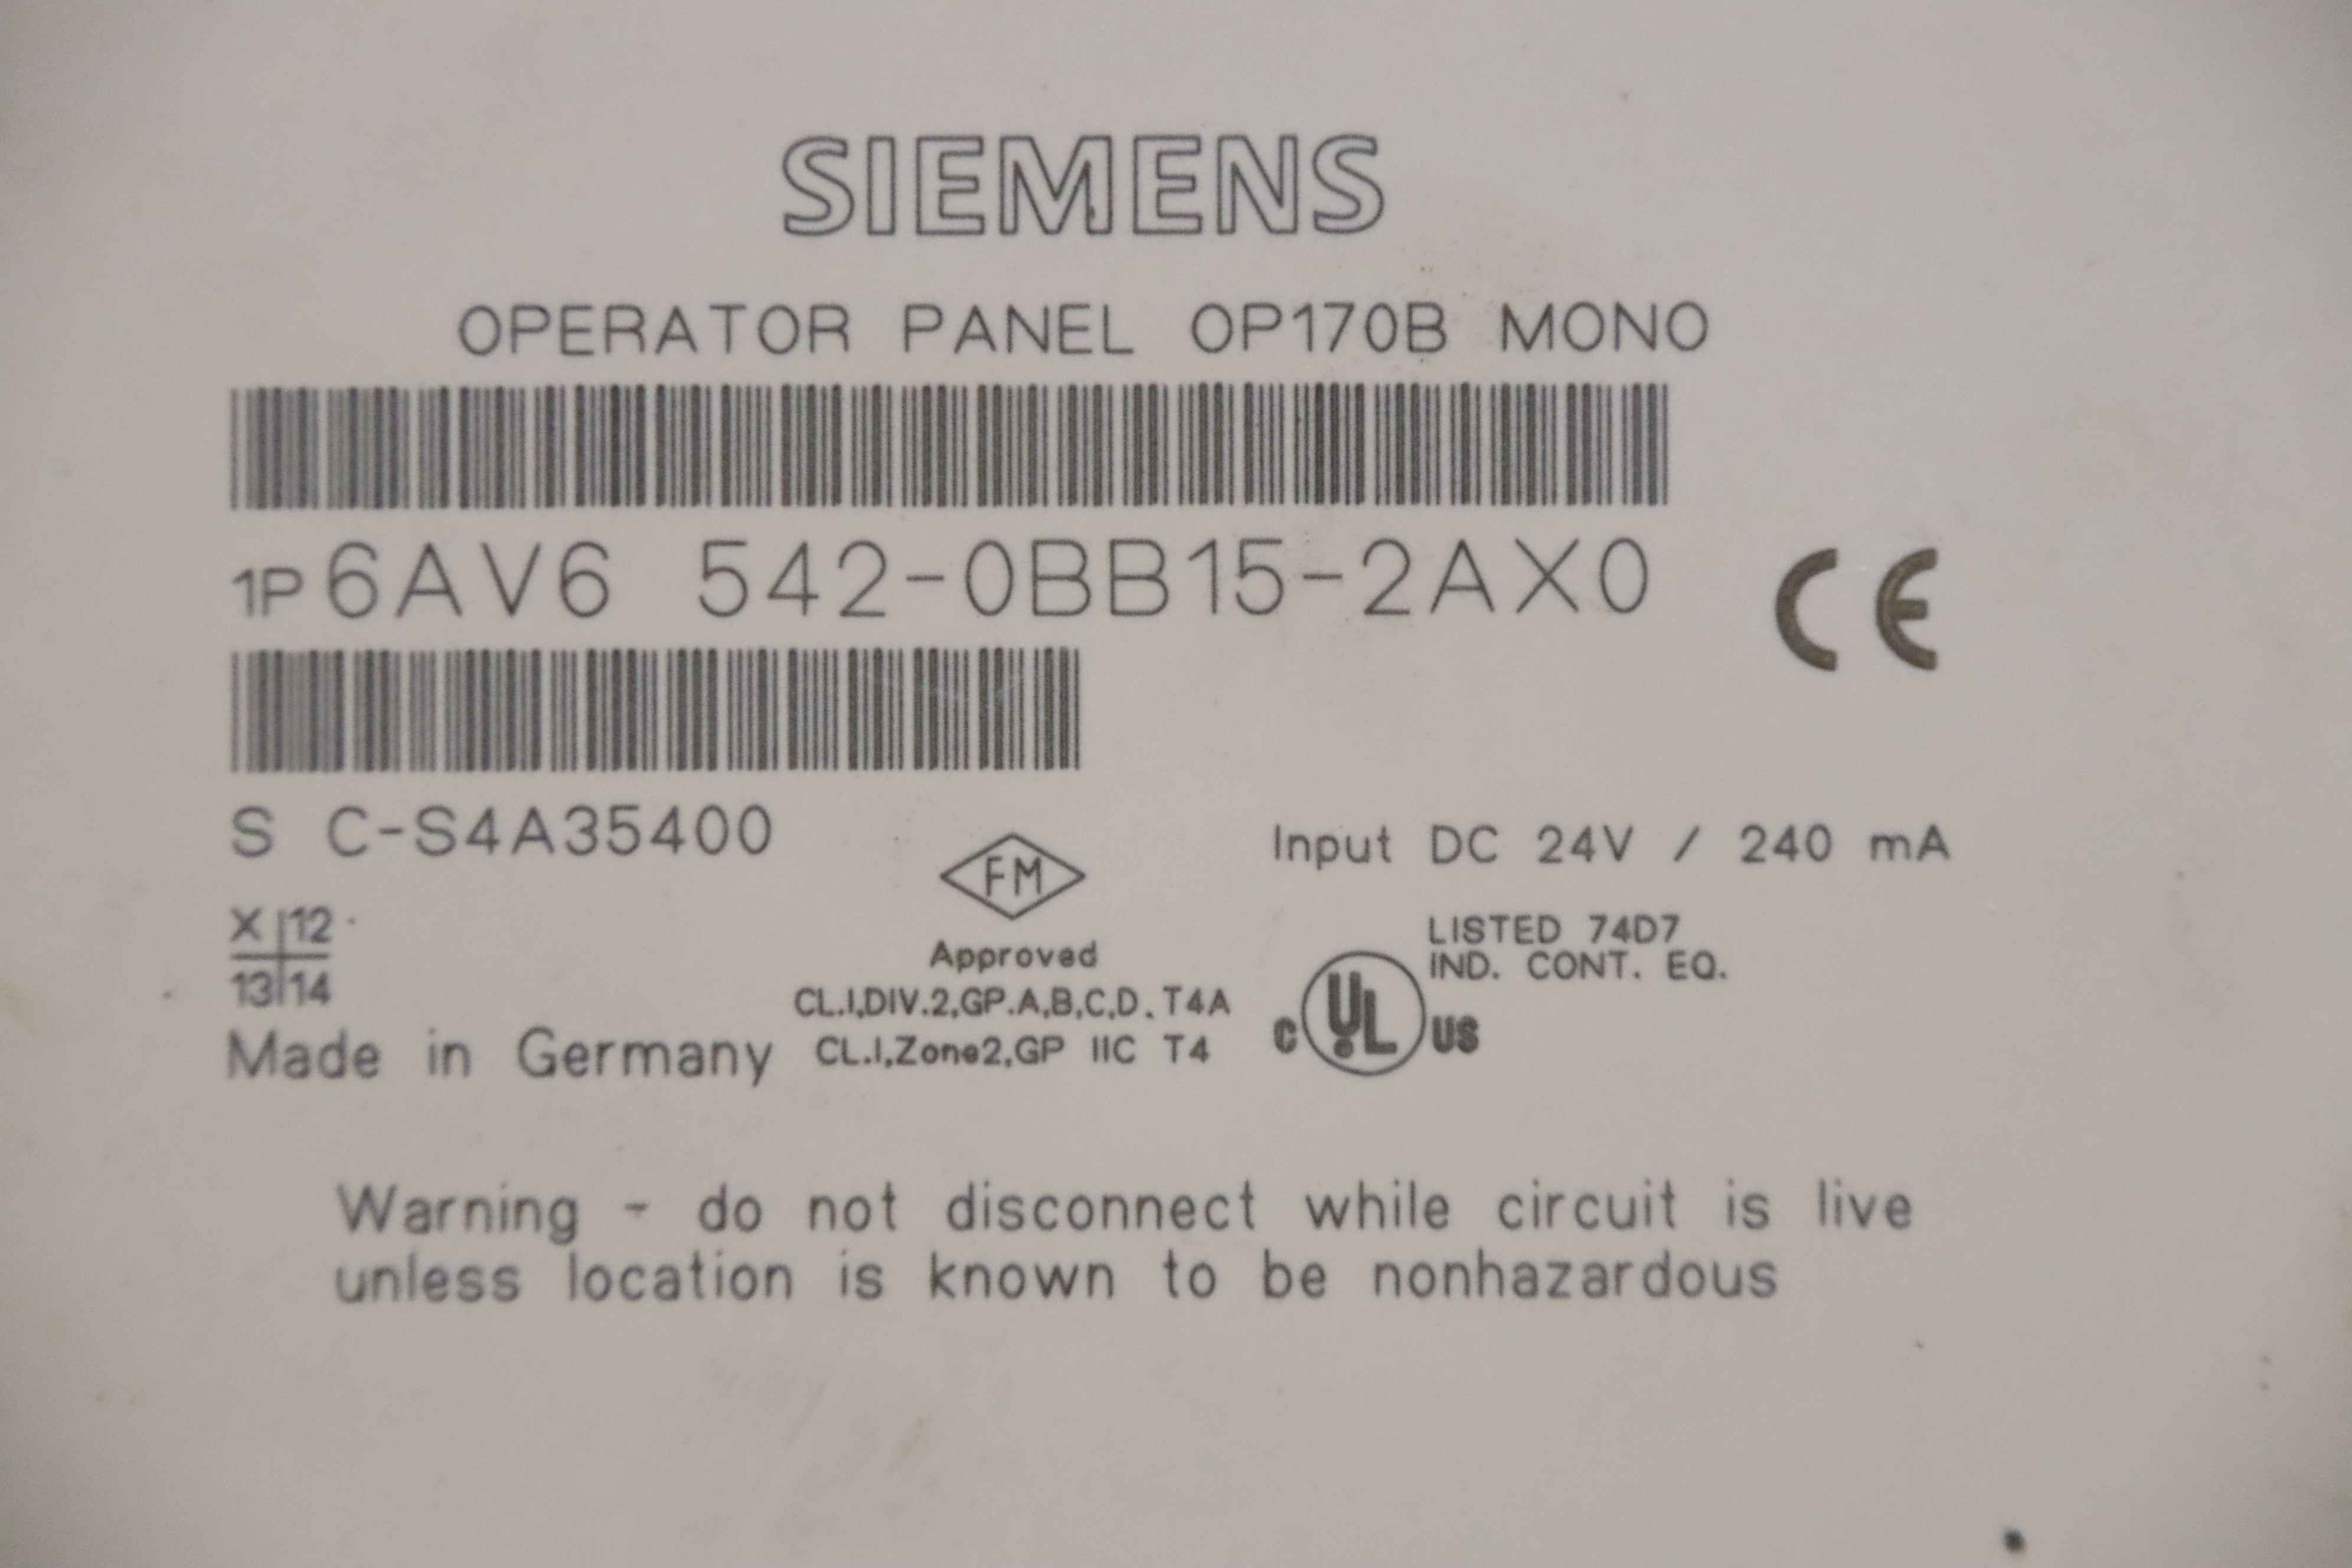 SIEMENS
OPERATOR PANEL OP170B MONO
1P 6AV6 542-0BB15-2AX0
CE
S C-S4A35400
Input DC 24V / 240 mA
FM
X 12
13 14
Approved
CL.I,DIV.2,GP.A,B,C,D. T4A
CL.I,Zone2,GP IIC T4
LISTED 74D7
IND. CONT. EQ.
C UL US
Made in Germany
Warning - do not disconnect while circuit is live
unless location is known to be nonhazardous